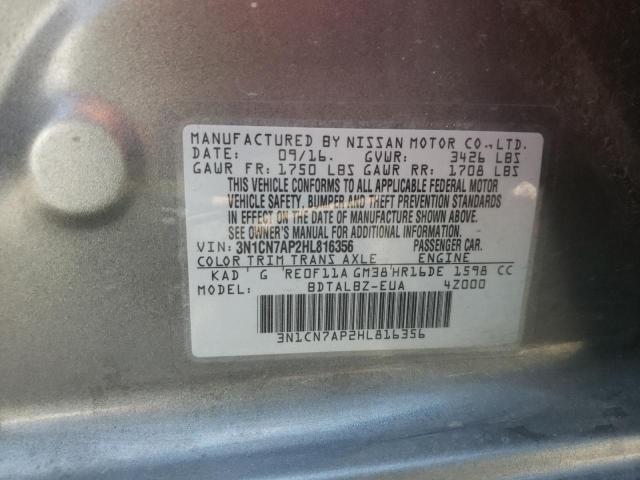 MANUFACTURED BY NISSAN MOTOR CO.,LTD.
DATE: 09/16. GVWR: 3426 LBS
GAWR FR: 1750 LBS GAWR RR: 1708 LBS
THIS VEHICLE CONFORMS TO ALL APPLICABLE FEDERAL MOTOR
VEHICLE SAFETY, BUMPER AND THEFT PREVENTION STANDARDS
IN EFFECT ON THE DATE OF MANUFACTURE SHOWN ABOVE.
SEE OWNER'S MANUAL FOR ADDITIONAL INFORMATION.
VIN: 3N1CN7AP2HL816356 PASSENGER CAR.
COLOR TRIM TRANS AXLE ENGINE
KAD G RE0F11A GM38 HR16DE 1598 CC
MODEL: BDTALBZ-EUA 4Z000
3N1CN7AP2HL816356